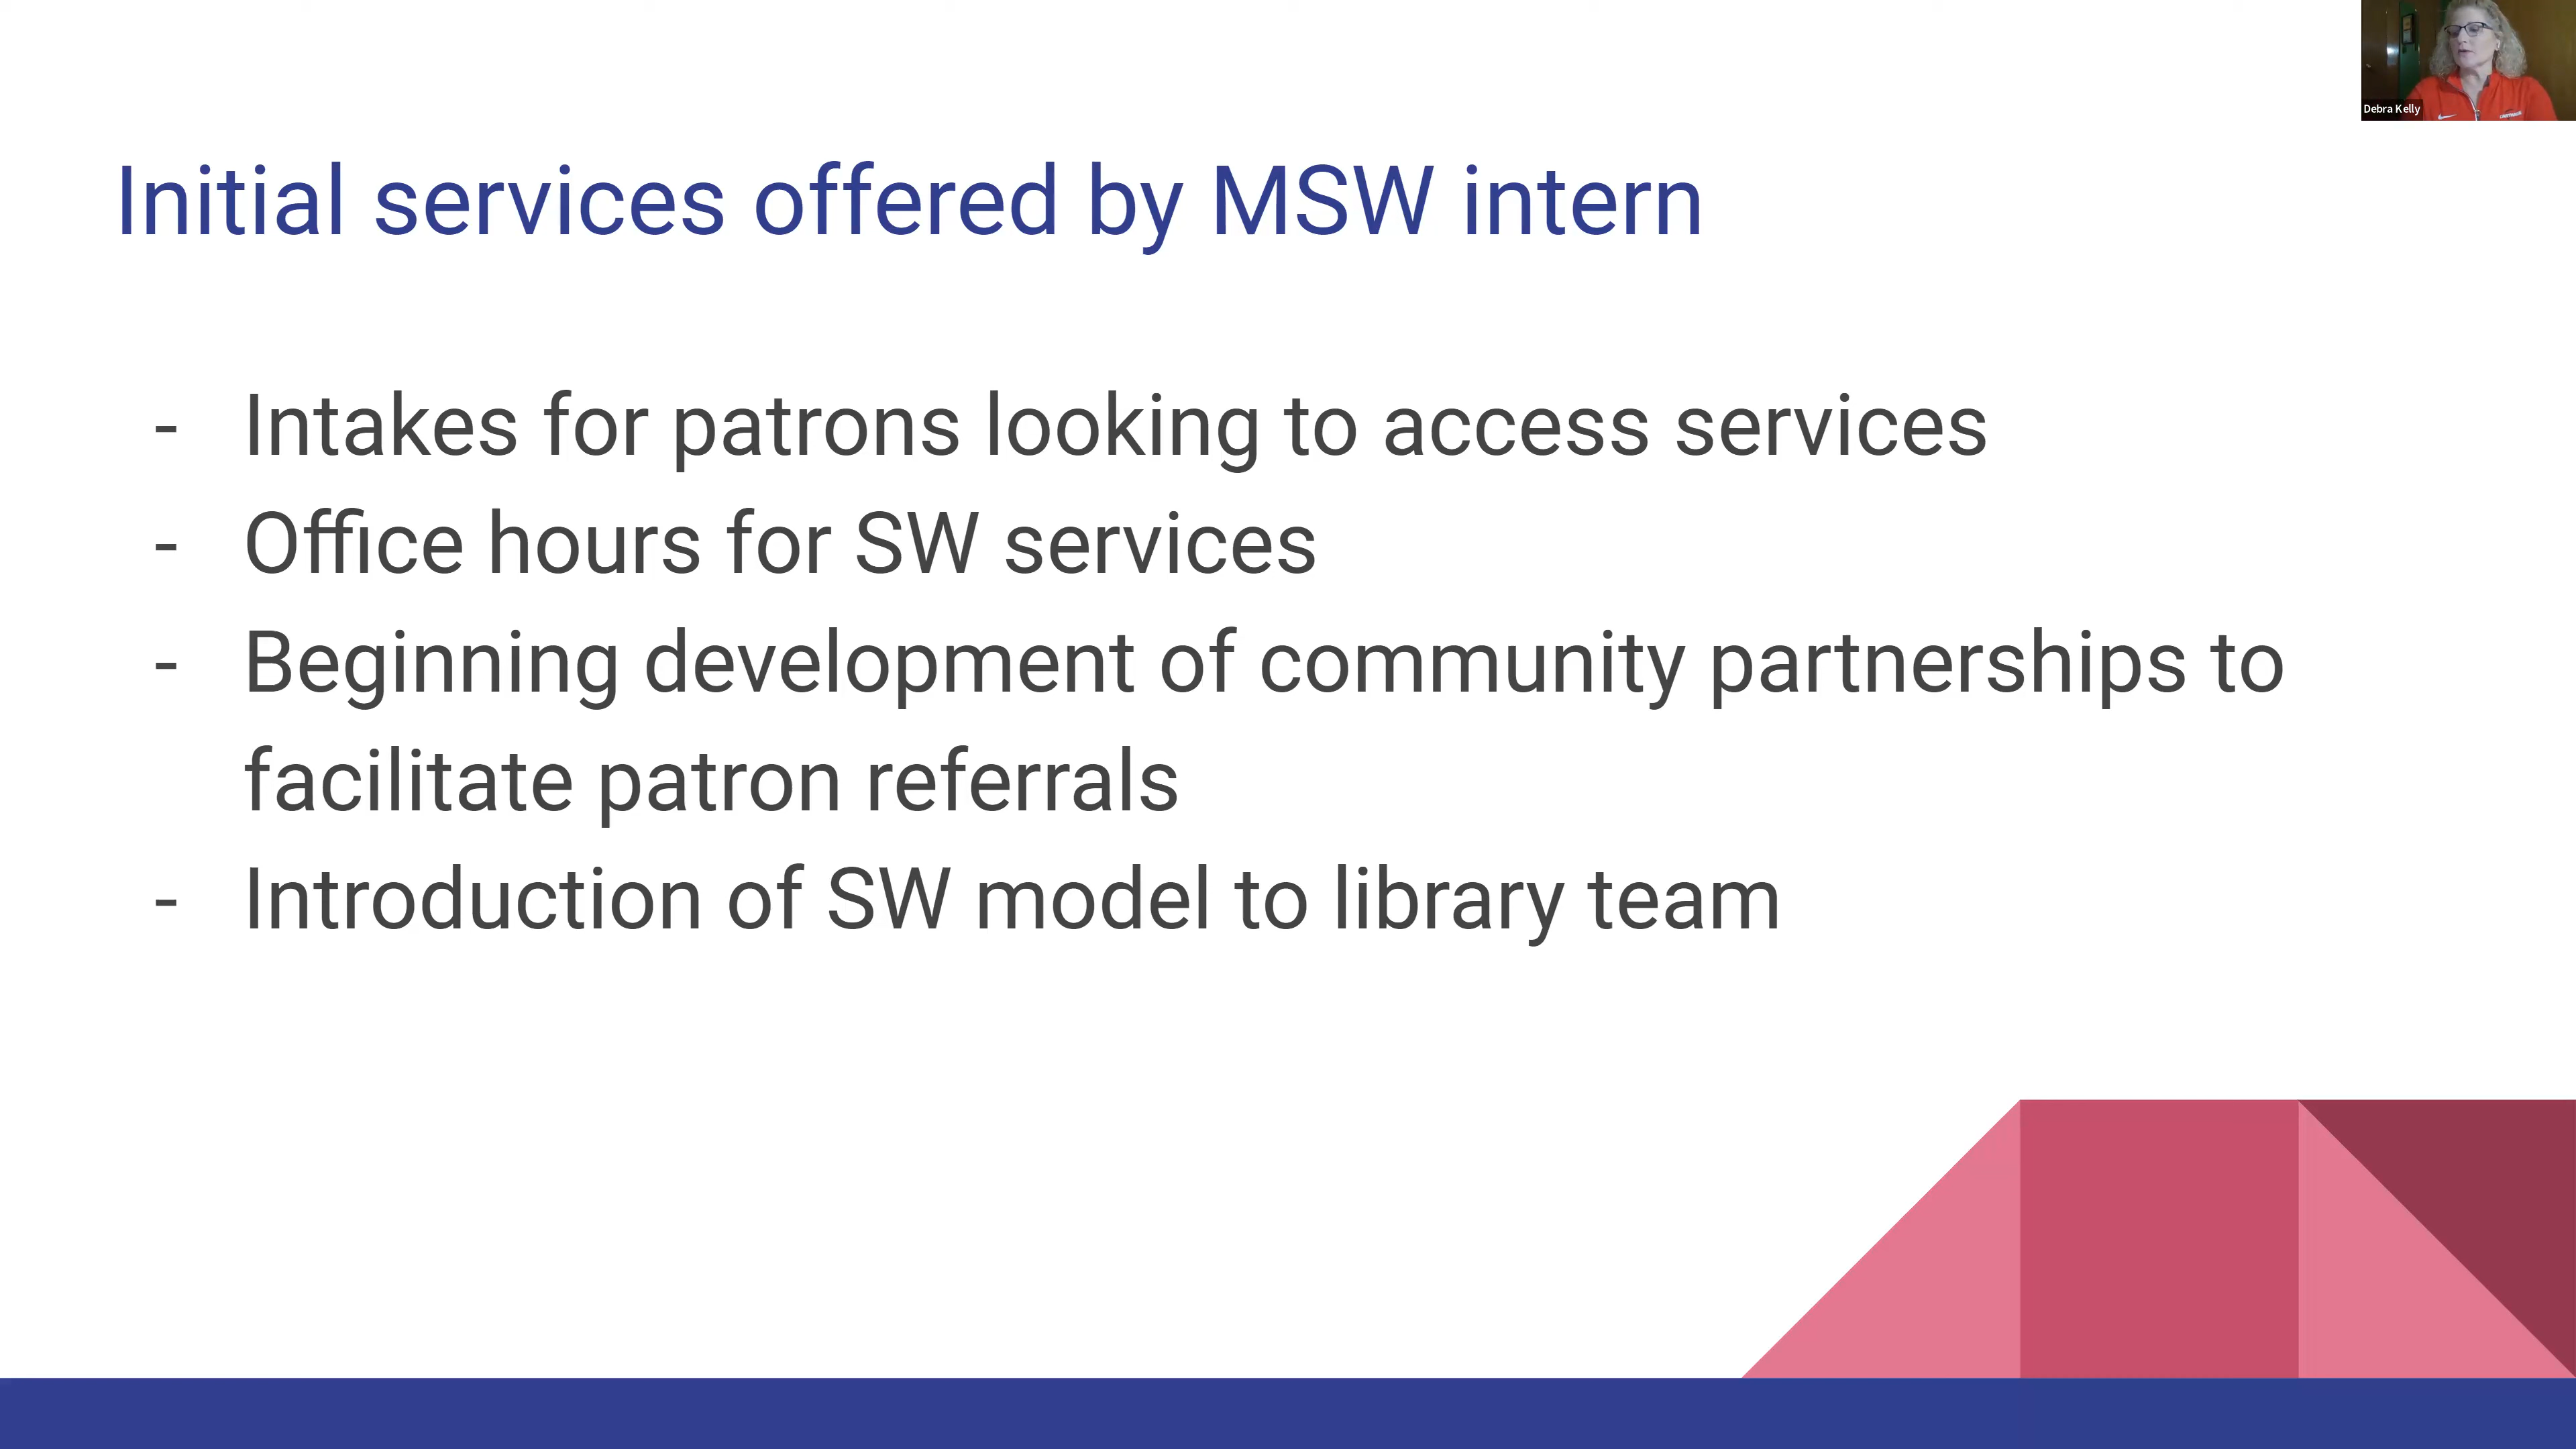 Debra Kelly
Initial services offered by MSW intern
- Intakes for patrons looking to access services
- Office hours for SW services
- Beginning development of community partnerships to
facilitate patron referrals
- Introduction of SW model to library team